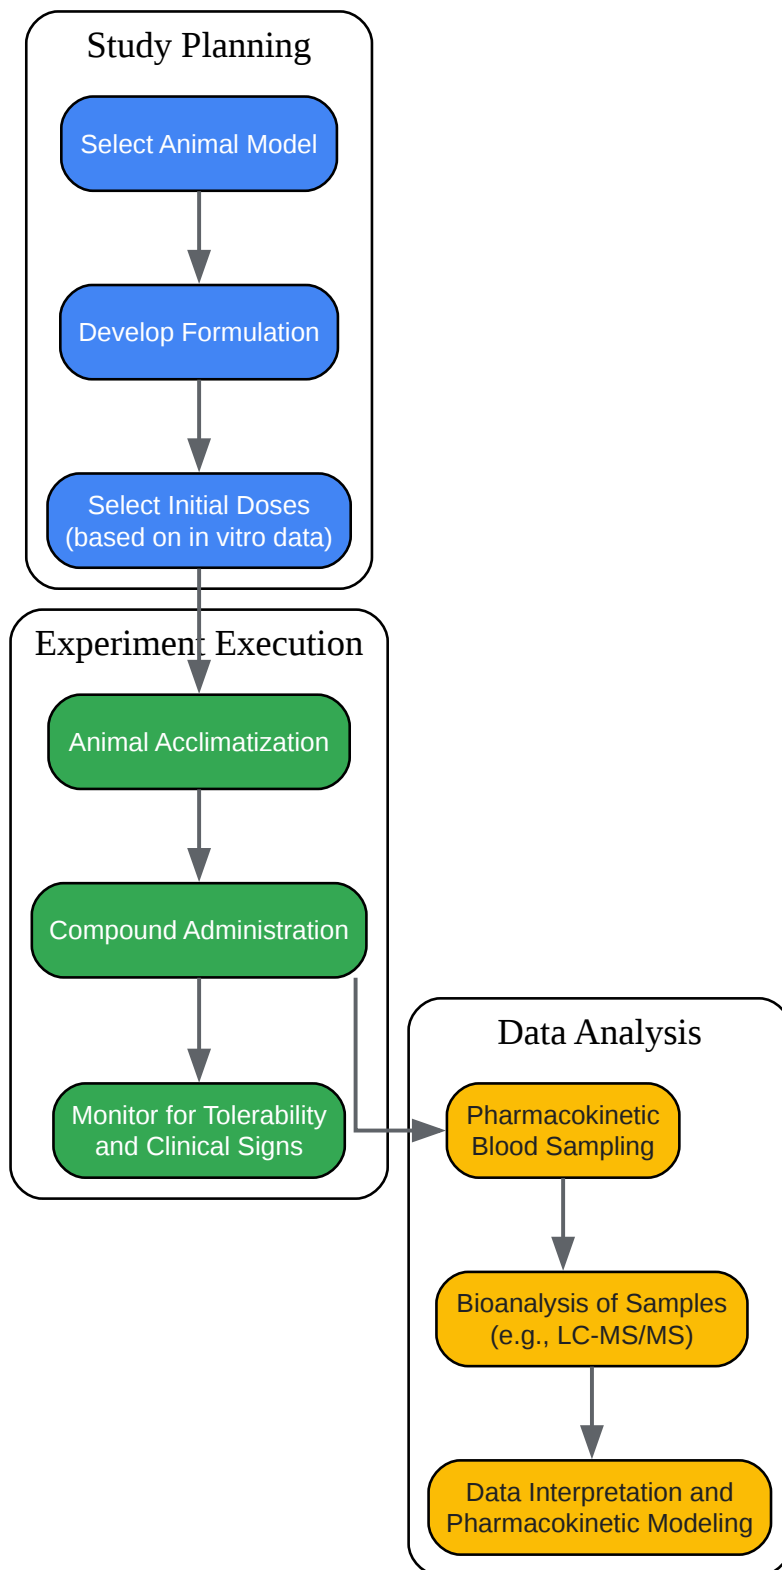 Study Planning
Select Animal Model
Develop Formulation
Select Initial Doses
(based on in vitro data)
Experiment Execution
Animal Acclimatization
Compound Administration
Monitor for Tolerability
and Clinical Signs
Data Analysis
Pharmacokinetic
Blood Sampling
Bioanalysis of Samples
(e.g., LC-MS/MS)
Data Interpretation and
Pharmacokinetic Modeling